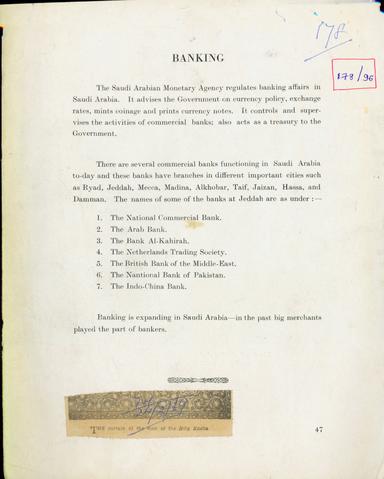 178
178/96
BANKING
The Saudi Arabian Monetary Agency regulates banking affairs in
Saudi Arabia. It advises the Government on currency policy, exchange
rates, mints coinage and prints currency notes. It controls and super-
vises the activities of commercial banks; also acts as a treasury to the
Government.
There are several commercial banks functioning in Saudi Arabia
to-day and these banks have branches in different important cities such
as Ryad, Jeddah, Mecca, Madina, Alkhobar, Taif, Jaizan, Hassa, and
Damman. The names of some of the banks at Jeddah are as under :—
1. The National Commercial Bank.
2. The Arab Bank.
3. The Bank Al-Kahirah.
4. The Netherlands Trading Society.
5. The British Bank of the Middle-East.
6. The Nantional Bank of Pakistan.
7. The Indo-China Bank.
Banking is expanding in Saudi Arabia—in the past big merchants
played the part of bankers.
THE curtain of the door of the Holy Kaaba
47